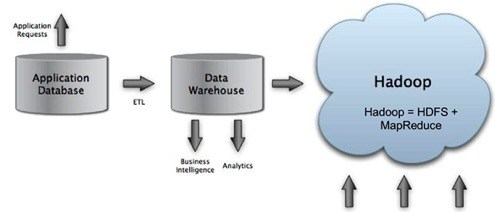 Application
Requests
Application
Database
ETL
Data
Warehouse
Business
Intelligence
Analytics
Hadoop
Hadoop = HDFS +
MapReduce